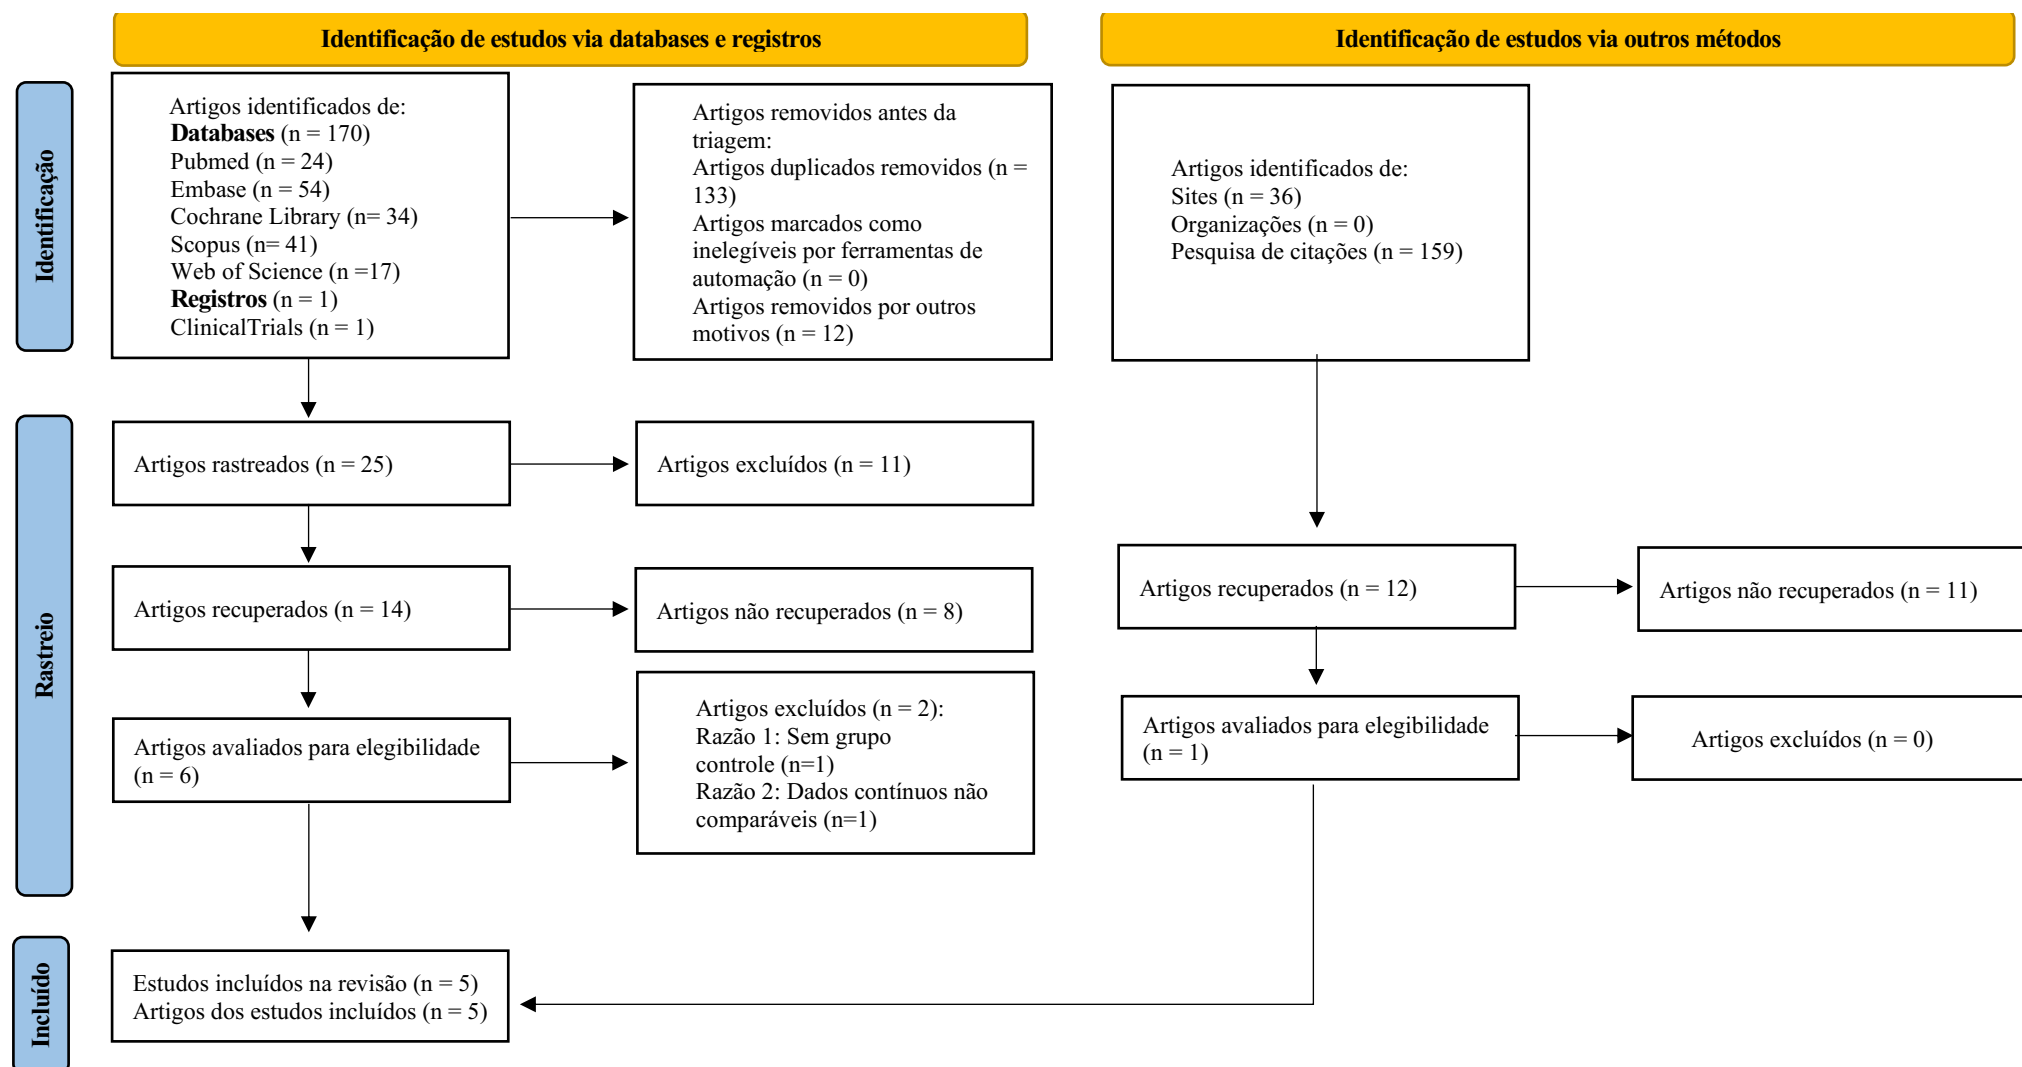 Identificação de estudos via databases e registros
Identificação de estudos via outros métodos
Identificação
Artigos identificados de:
Databases (n = 170)
Pubmed (n = 24)
Embase (n = 54)
Cochrane Library (n= 34)
Scopus (n= 41)
Web of Science (n =17)
Registros (n = 1)
ClinicalTrials (n = 1)
Artigos removidos antes da
triagem:
Artigos duplicados removidos (n =
133)
Artigos marcados como
inelegíveis por ferramentas de
automação (n = 0)
Artigos removidos por outros
motivos (n = 12)
Artigos identificados de:
Sites (n = 36)
Organizações (n = 0)
Pesquisa de citações (n = 159)
Rastreio
Artigos rastreados (n = 25)
Artigos excluídos (n = 11)
Artigos recuperados (n = 14)
Artigos não recuperados (n = 8)
Artigos recuperados (n = 12)
Artigos não recuperados (n = 11)
Artigos avaliados para elegibilidade
(n = 6)
Artigos excluídos (n = 2):
Razão 1: Sem grupo
controle (n=1)
Razão 2: Dados contínuos não
comparáveis (n=1)
Artigos avaliados para elegibilidade
(n = 1)
Artigos excluídos (n = 0)
Incluído
Estudos incluídos na revisão (n = 5)
Artigos dos estudos incluídos (n = 5)